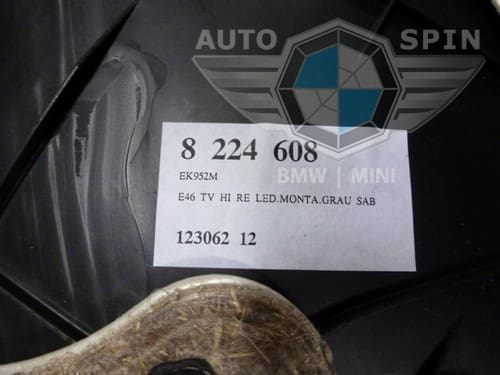 AUTO SPIN
BMW | MINI
8 224 608
EK952M
E46 TV HI RE LED.MONTA.GRAU SAB
123062 12